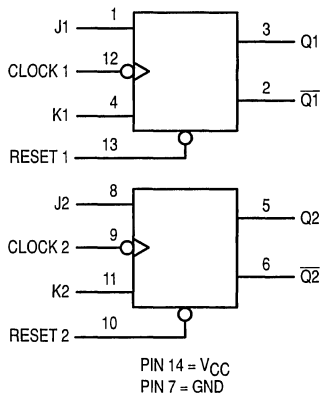 J1 1
CLOCK 1 12
K1 4
RESET 1 13
3 Q1
2 Q1̅
J2 8
CLOCK 2 9
K2 11
RESET 2 10
5 Q2
6 Q2̅
PIN 14 = VCC
PIN 7 = GND